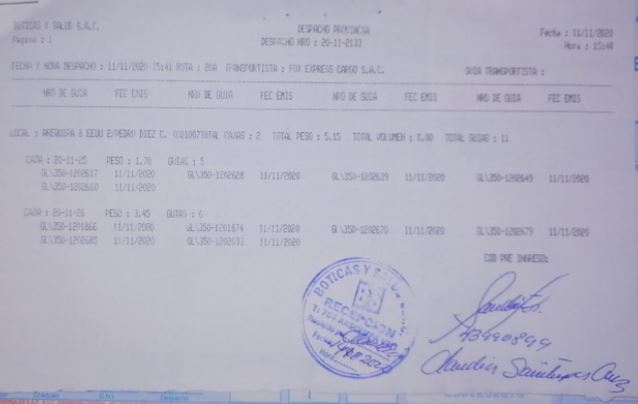 BOTICAS Y SALUD S.A.C.
Pagina : 1
DESPACHO PROVINCIA
DESPACHO NRO : 20-11-2133
Fecha : 11/11/2020
Hora : 15:48
FECHA Y HORA DESPACHO : 11/11/2020 15:41 RUTA : 20A TRANSPORTISTA : FOX EXPRESS CARGO S.A.C. GUIA TRANSPORTISTA :
NRO DE GUIA FEC EMIS NRO DE GUIA FEC EMIS NRO DE GUIA FEC EMIS NRO DE GUIA FEC EMIS
LOCAL : AREQUIPA 8 EEUU 2/PEDRO DIEZ C. TOTAL CAJAS : 2 TOTAL PESO : 5.15 TOTAL VOLUMEN : 0.00 TOTAL GUIAS : 11
CAJA : 20-11-25 PESO : 1.70 GUIAS : 5
GL\350-1202617 11/11/2020 GL\350-1202628 11/11/2020 GL\350-1202639 11/11/2020 GL\350-1202649 11/11/2020
GL\350-1202660 11/11/2020
CAJA : 20-11-26 PESO : 3.45 GUIAS : 6
GL\350-1201866 11/11/2020 GL\350-1201874 11/11/2020 GL\350-1202670 11/11/2020 GL\350-1202679 11/11/2020
GL\350-1202685 11/11/2020 GL\350-1202693 11/11/2020
COD PRE INGRESO:
BOTICAS Y SALUD S.A.C.
RECEPCION
43990899
Claudia